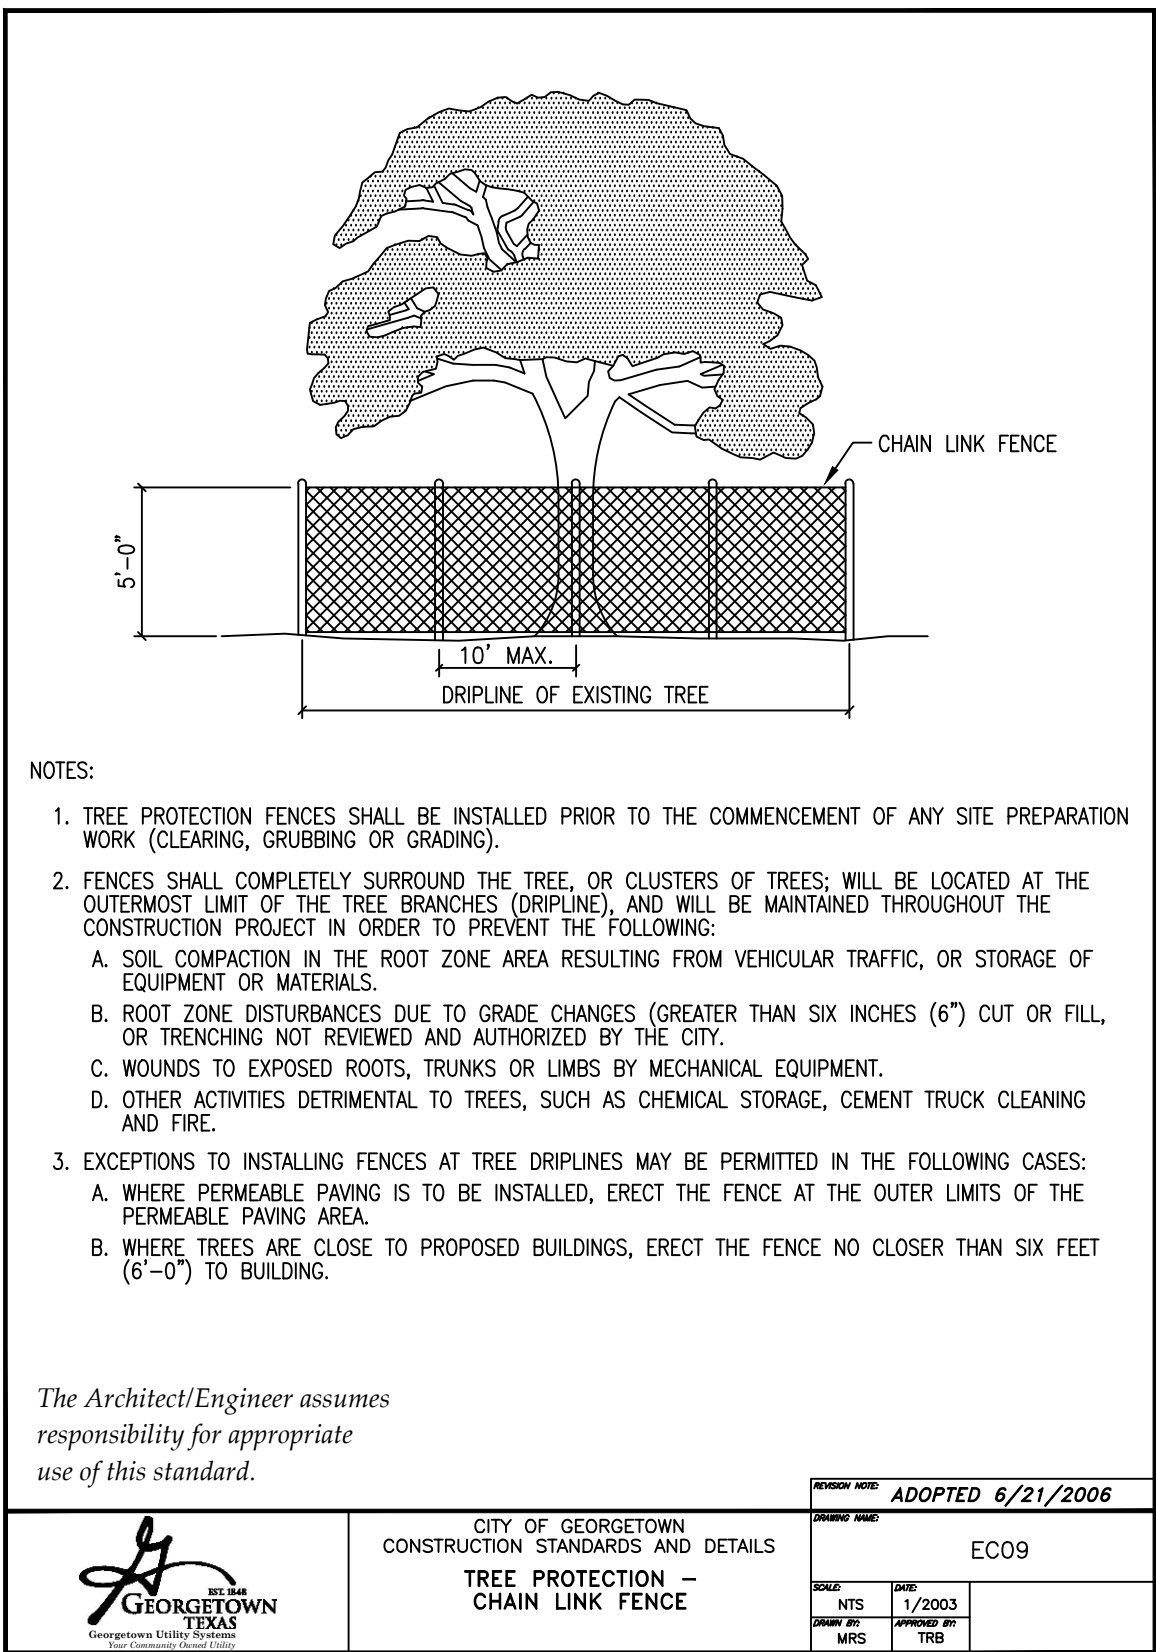 CHAIN LINK FENCE
5'-0"
10' MAX.
DRIPLINE OF EXISTING TREE
NOTES:
1. TREE PROTECTION FENCES SHALL BE INSTALLED PRIOR TO THE COMMENCEMENT OF ANY SITE PREPARATION
WORK (CLEARING, GRUBBING OR GRADING).
2. FENCES SHALL COMPLETELY SURROUND THE TREE, OR CLUSTERS OF TREES; WILL BE LOCATED AT THE
OUTERMOST LIMIT OF THE TREE BRANCHES (DRIPLINE), AND WILL BE MAINTAINED THROUGHOUT THE
CONSTRUCTION PROJECT IN ORDER TO PREVENT THE FOLLOWING:
A. SOIL COMPACTION IN THE ROOT ZONE AREA RESULTING FROM VEHICULAR TRAFFIC, OR STORAGE OF
EQUIPMENT OR MATERIALS.
B. ROOT ZONE DISTURBANCES DUE TO GRADE CHANGES (GREATER THAN SIX INCHES (6") CUT OR FILL,
OR TRENCHING NOT REVIEWED AND AUTHORIZED BY THE CITY.
C. WOUNDS TO EXPOSED ROOTS, TRUNKS OR LIMBS BY MECHANICAL EQUIPMENT.
D. OTHER ACTIVITIES DETRIMENTAL TO TREES, SUCH AS CHEMICAL STORAGE, CEMENT TRUCK CLEANING
AND FIRE.
3. EXCEPTIONS TO INSTALLING FENCES AT TREE DRIPLINES MAY BE PERMITTED IN THE FOLLOWING CASES:
A. WHERE PERMEABLE PAVING IS TO BE INSTALLED, ERECT THE FENCE AT THE OUTER LIMITS OF THE
PERMEABLE PAVING AREA.
B. WHERE TREES ARE CLOSE TO PROPOSED BUILDINGS, ERECT THE FENCE NO CLOSER THAN SIX FEET
(6'-0") TO BUILDING.
The Architect/Engineer assumes
responsibility for appropriate
use of this standard.
REVISION NOTE: ADOPTED 6/21/2006
EST. 1848
GEORGETOWN
TEXAS
Georgetown Utility Systems
Your Community Owned Utility
CITY OF GEORGETOWN
CONSTRUCTION STANDARDS AND DETAILS
TREE PROTECTION -
CHAIN LINK FENCE
DRAWING NAME:
EC09
SCALE:
NTS
DATE:
1/2003
DRAWN BY:
MRS
APPROVED BY:
TRB